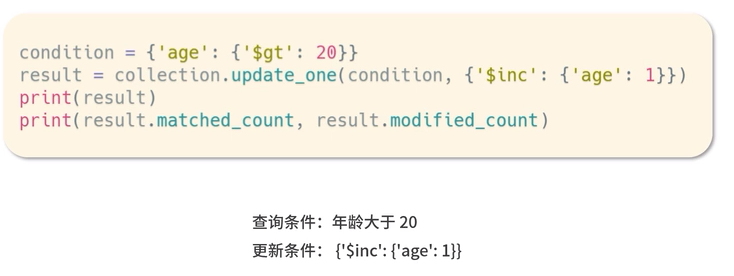 condition = {'age': {'$gt': 20}}
result = collection.update_one(condition, {'$inc': {'age': 1}})
print(result)
print(result.matched_count, result.modified_count)
查询条件：年龄大于 20
更新条件： {'$inc': {'age': 1}}